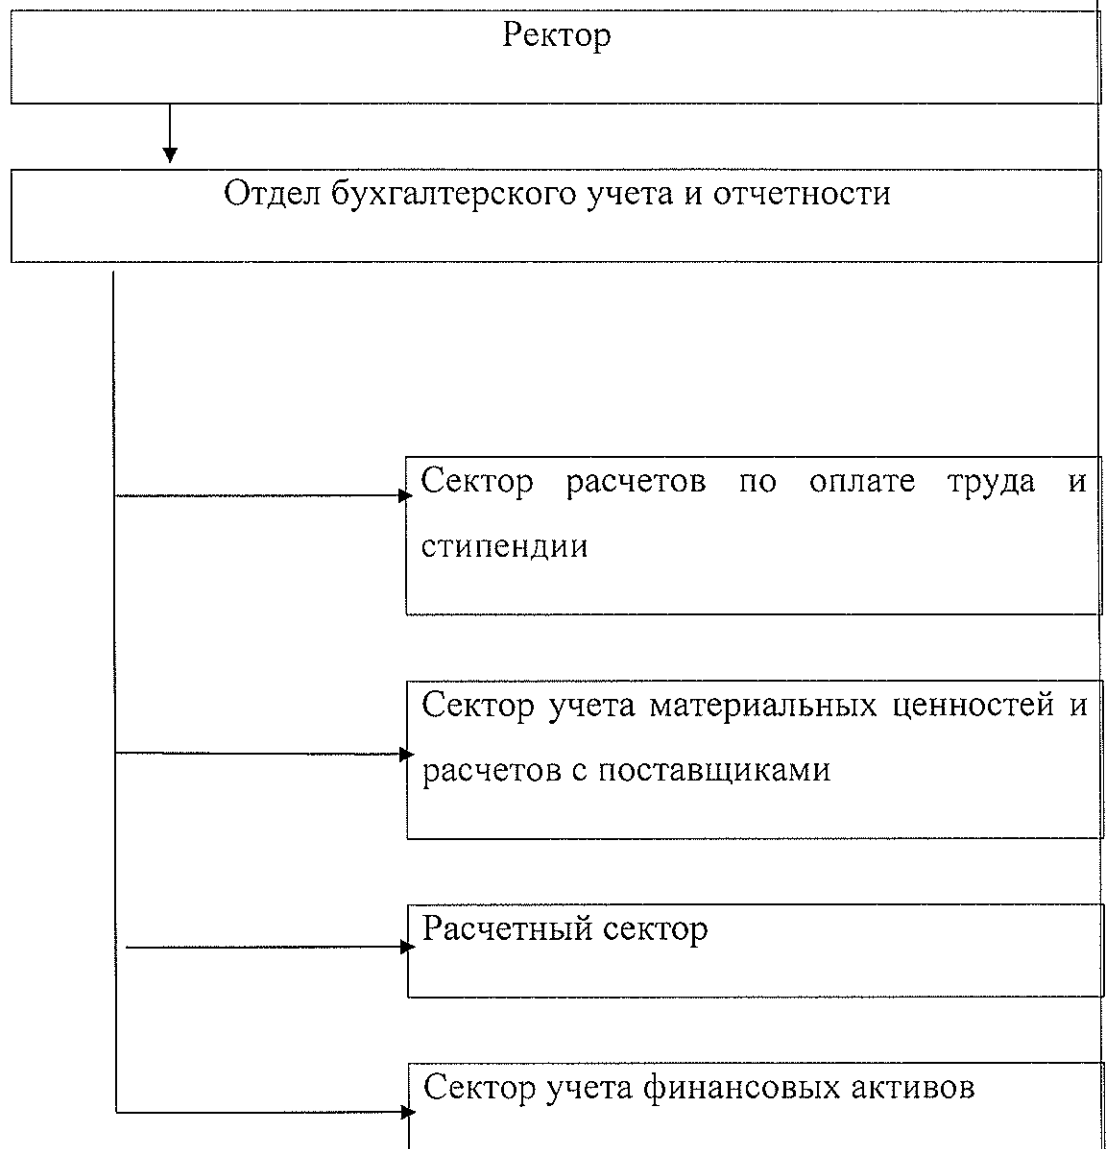 Ректор
Отдел бухгалтерского учета и отчетности
Сектор расчетов по оплате труда и
стипендии
Сектор учета материальных ценностей и
расчетов с поставщиками
Расчетный сектор
Сектор учета финансовых активов